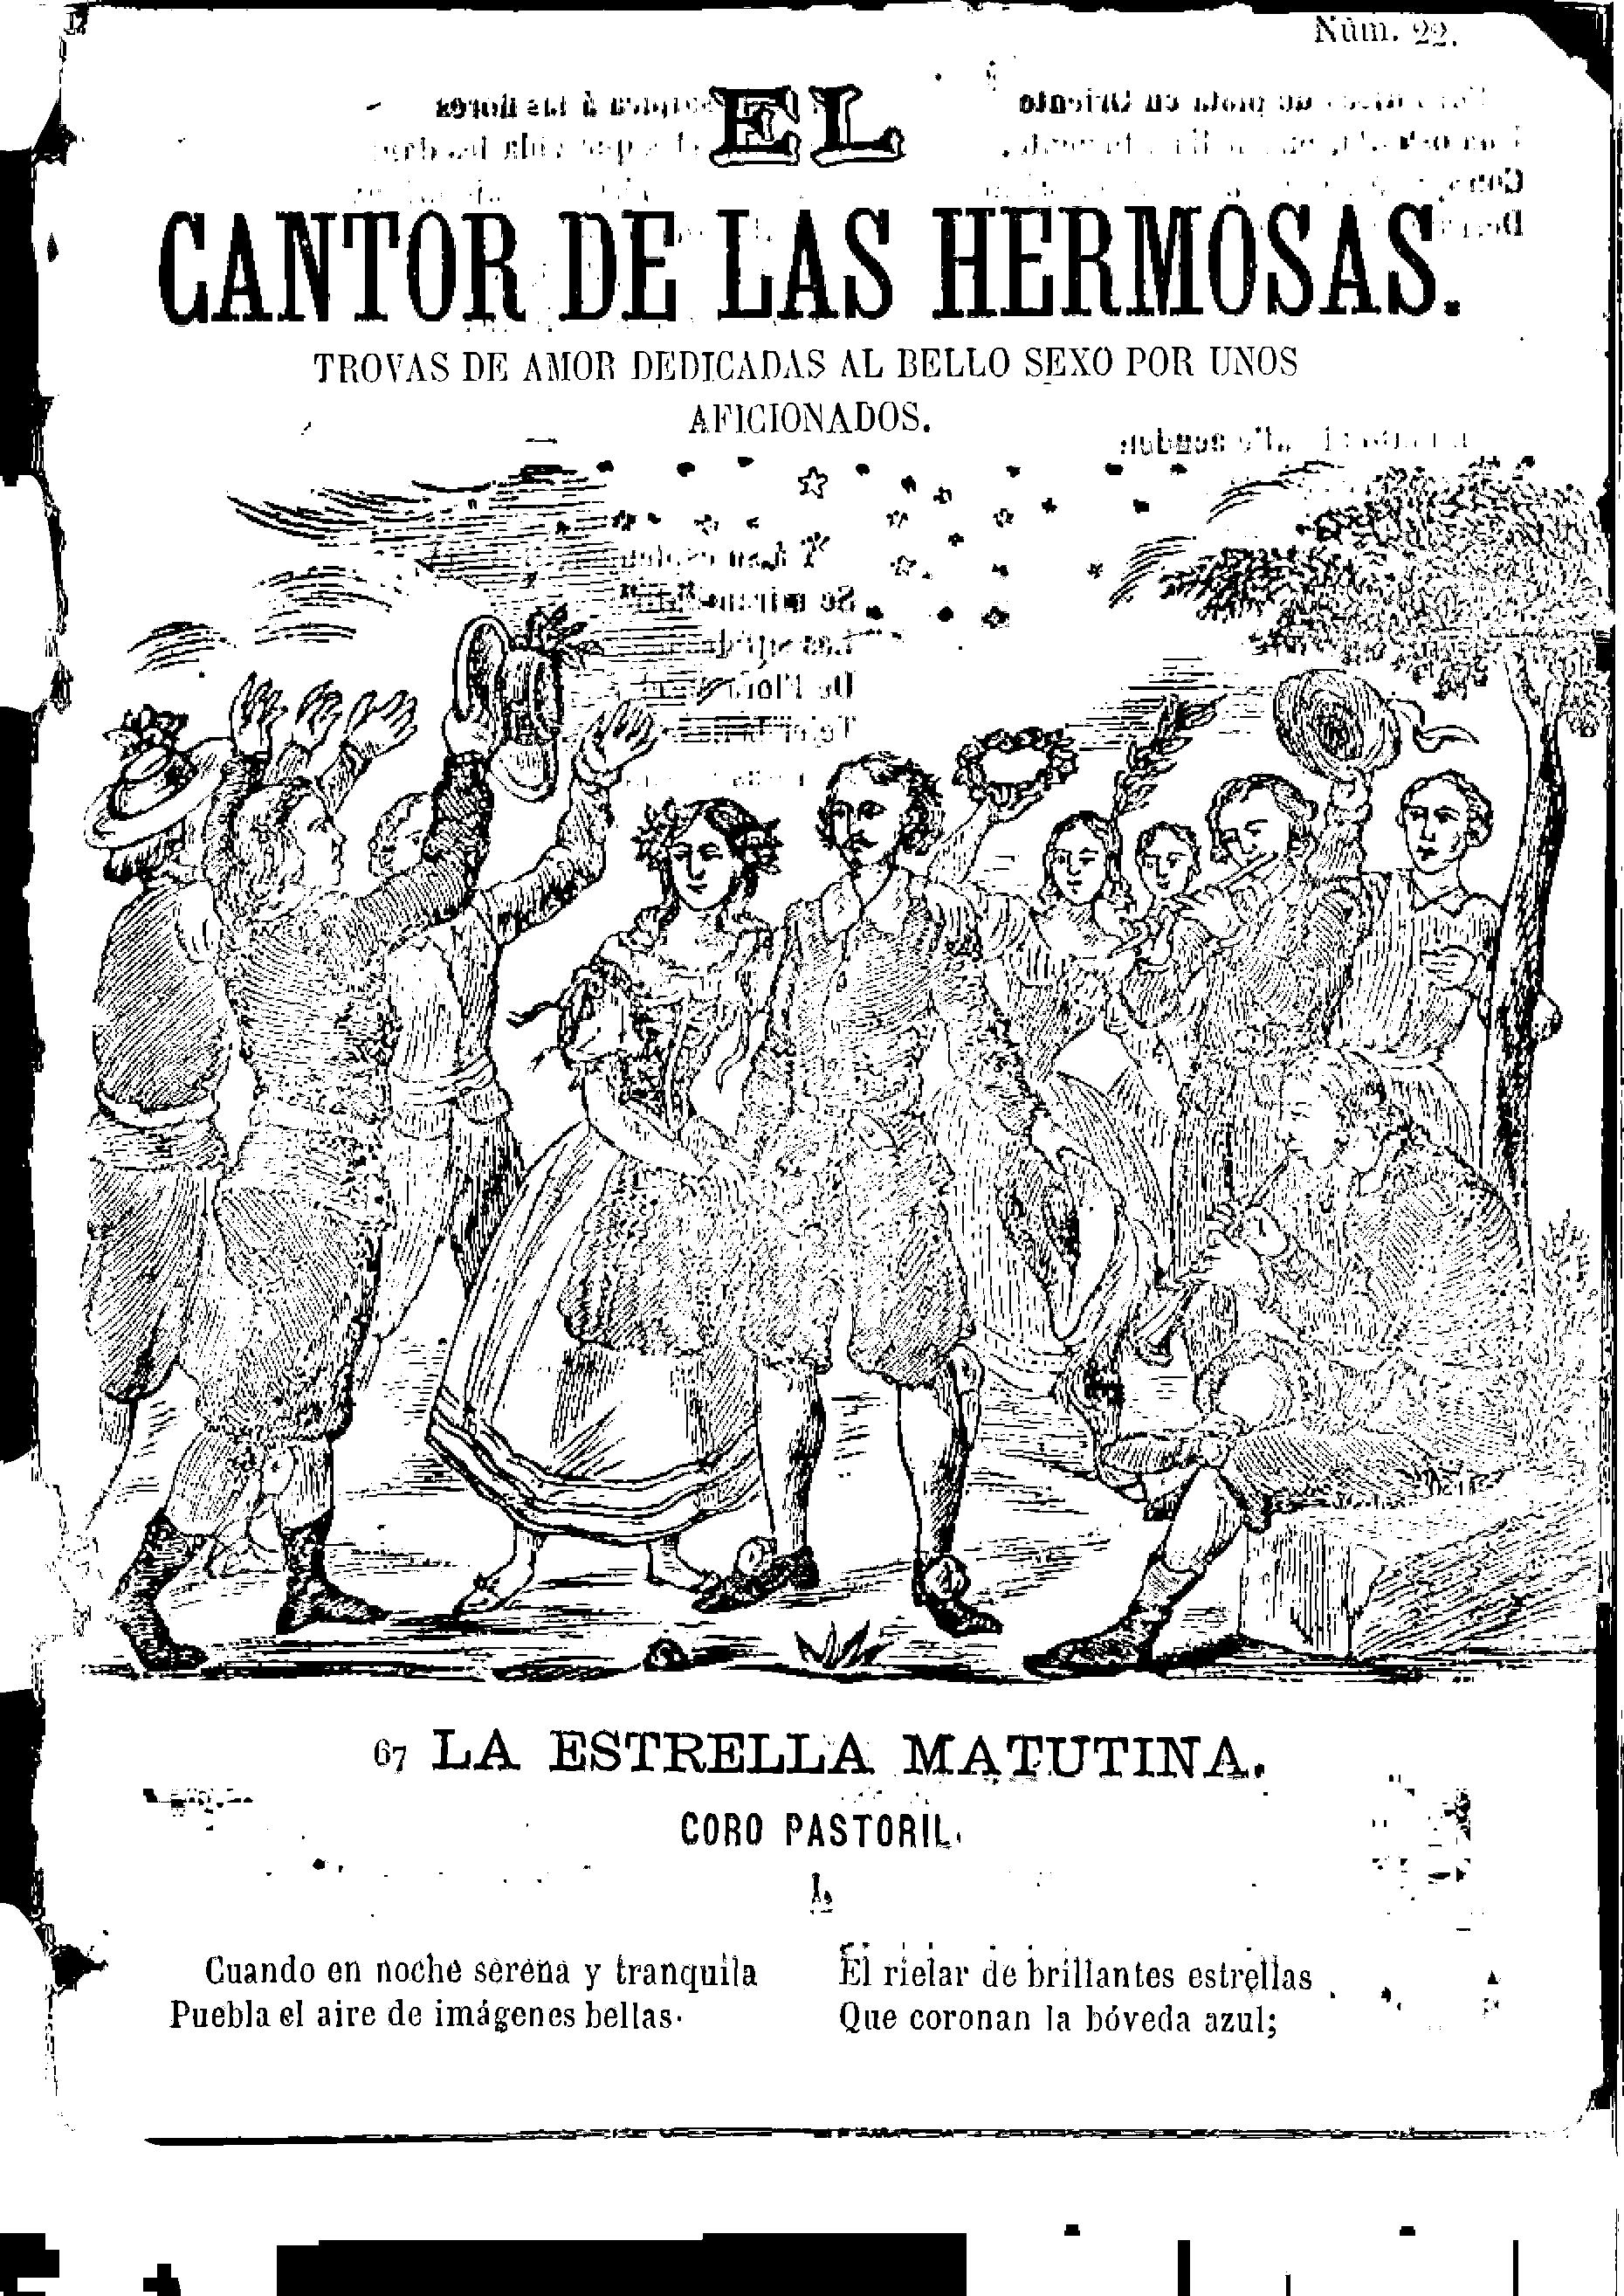 Núm. 22.
EL
CANTOR DE LAS HERMOSAS.
TROVAS DE AMOR DEDICADAS AL BELLO SEXO POR UNOS
AFICIONADOS.
67 LA ESTRELLA MATUTINA.
CORO PASTORIL.
I.
Cuando en noche serena y tranquila
Puebla el aire de imágenes bellas.
El rielar de brillantes estrellas
Que coronan la bóveda azul;